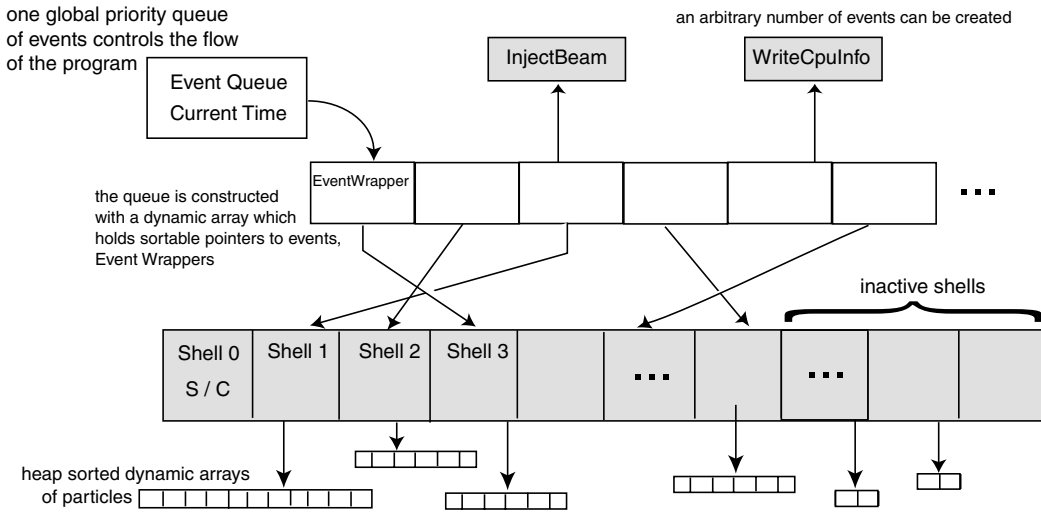 one global priority queue
of events controls the flow
of the program
an arbitrary number of events can be created
Event Queue
Current Time
InjectBeam
WriteCpuInfo
EventWrapper
...
the queue is constructed
with a dynamic array which
holds sortable pointers to events,
Event Wrappers
inactive shells
Shell 0
S / C
Shell 1
Shell 2
Shell 3
...
...
heap sorted dynamic arrays
of particles